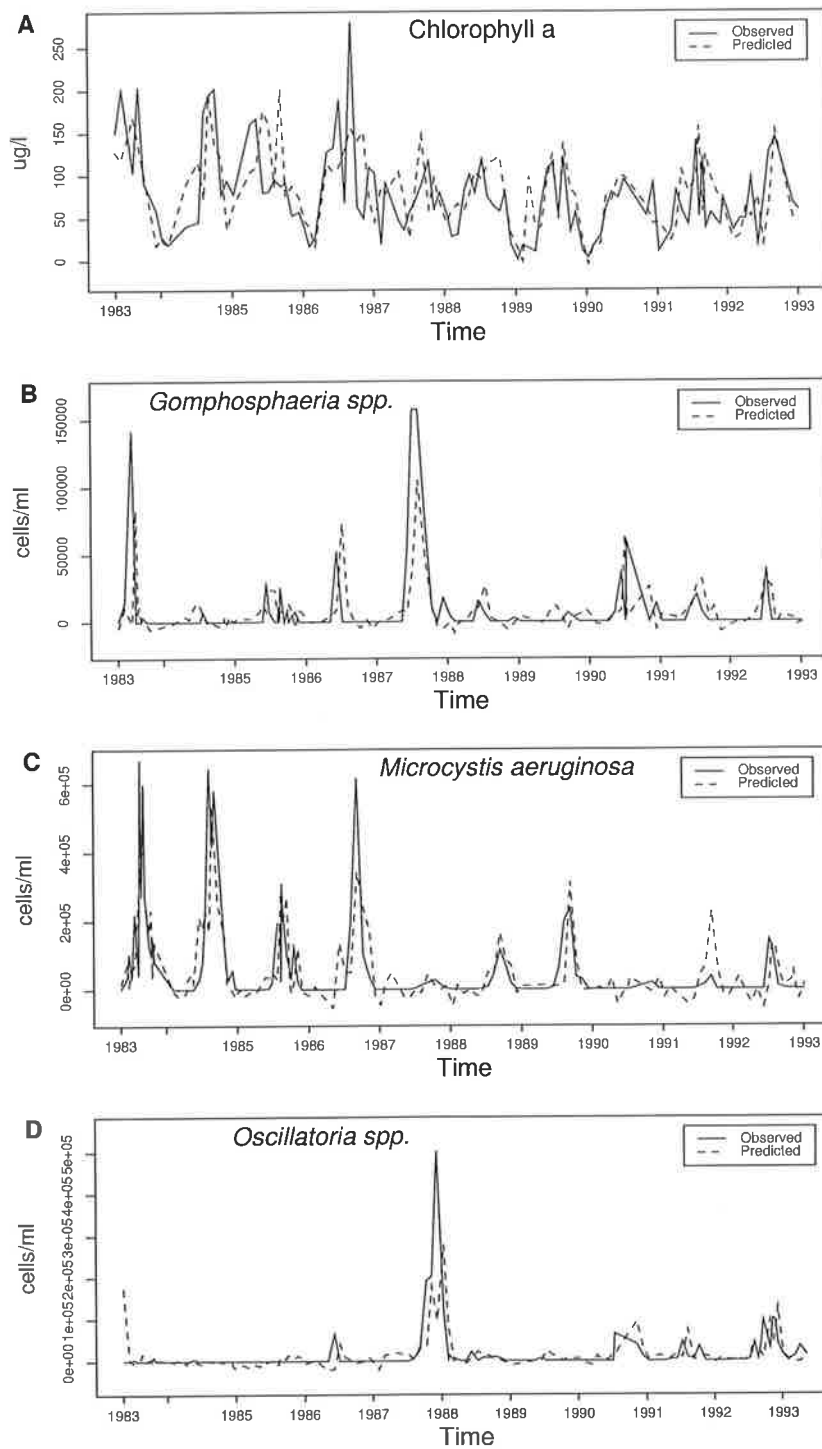 A
Chlorophyll a
Observed
Predicted
ug/l
250
200
150
100
50
0
1983 1985 1986 1987 1988 1989 1990 1991 1992 1993
Time
B
Gomphosphaeria spp.
Observed
Predicted
cells/ml
150000
100000
50000
0
1983 1985 1986 1987 1988 1989 1990 1991 1992 1993
Time
C
Microcystis aeruginosa
Observed
Predicted
cells/ml
6e+05
4e+05
2e+05
0e+00
1983 1985 1986 1987 1988 1989 1990 1991 1992 1993
Time
D
Oscillatoria spp.
Observed
Predicted
cells/ml
0e+001e+052e+053e+054e+055e+05
1983 1985 1986 1987 1988 1989 1990 1991 1992 1993
Time